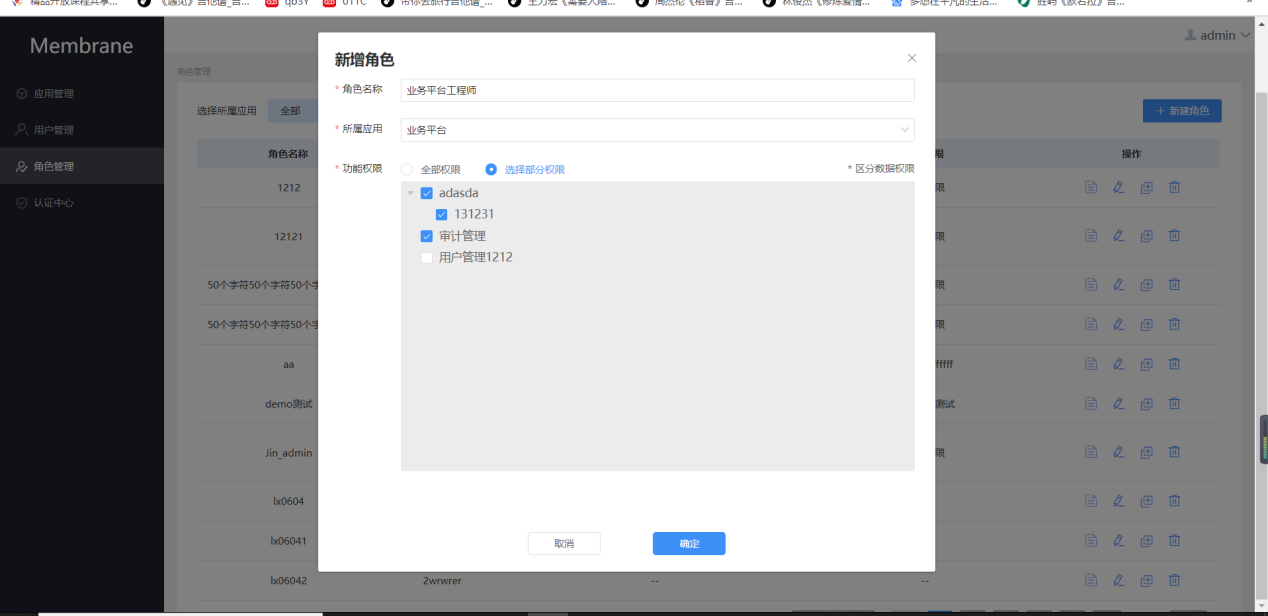 Membrane
admin
应用管理
用户管理
角色管理
认证中心
角色管理
选择所属应用 全部
+ 新建角色
角色名称
操作
1212
12121
50个字符50个字符50个字
50个字符50个字符50个字
aa
demo测试
测试
Jin_admin
lx0604
lx06041
lx06042 2wrwrer -- --
新增角色
* 角色名称 业务平台工程师
* 所属应用 业务平台
* 功能权限 全部权限 选择部分权限 * 区分数据权限
adasda
131231
审计管理
用户管理1212
取消 确定